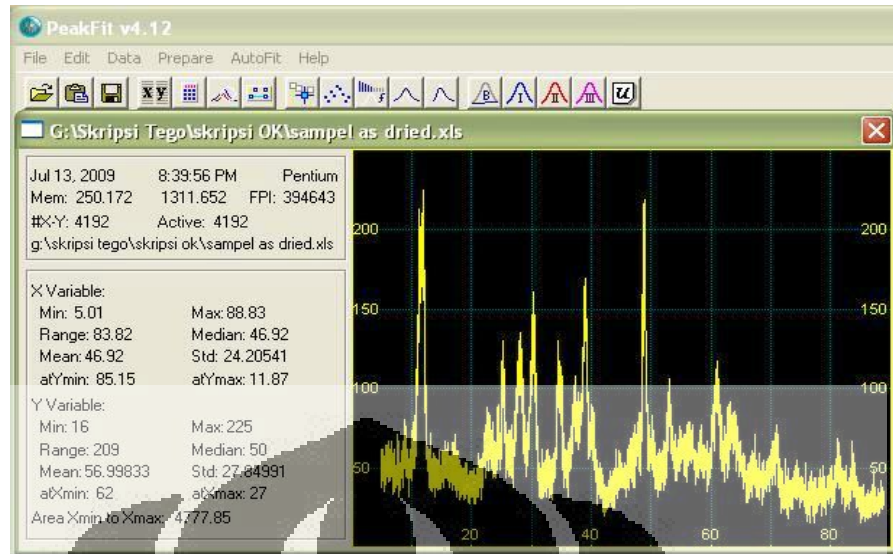 PeakFit v4.12
File Edit Data Prepare AutoFit Help
xy f B I II III u
G:\Skripsi Tego\skripsi OK\sampel as dried.xls
Jul 13, 2009 8:39:56 PM Pentium
Mem: 250.172 1311.652 FPI: 394643
#X-Y: 4192 Active: 4192
g:\skripsi tego\skripsi ok\sampel as dried.xls
X Variable:
Min: 5.01 Max: 88.83
Range: 83.82 Median: 46.92
Mean: 46.92 Std: 24.20541
atYmin: 85.15 atYmax: 11.87
Y Variable:
Min: 16 Max: 225
Range: 209 Median: 50
Mean: 56.99833 Std: 27.84991
atXmin: 62 atXmax: 27
Area Xmin to Xmax: 4777.85
200 200
150 150
100 100
50 50
20 40 60 80